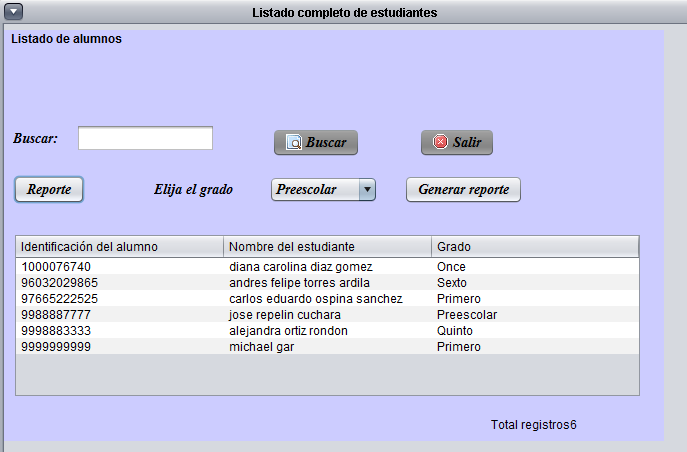 Listado completo de estudiantes
Listado de alumnos
Buscar: Buscar Salir
Reporte Elija el grado Preescolar Generar reporte
Identificación del alumno Nombre del estudiante Grado
1000076740 diana carolina diaz gomez Once
96032029865 andres felipe torres ardila Sexto
97665222525 carlos eduardo ospina sanchez Primero
9988887777 jose repelin cuchara Preescolar
9998883333 alejandra ortiz rondon Quinto
9999999999 michael gar Primero
Total registros6